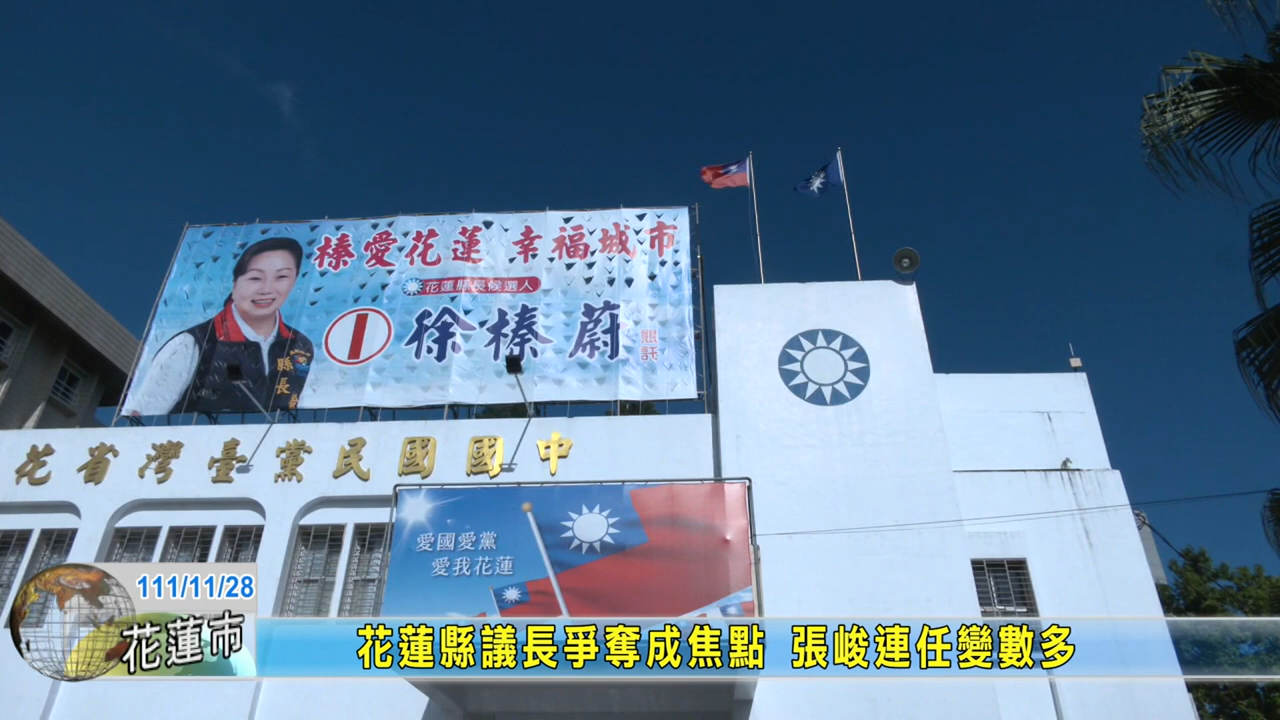 榛愛花蓮 幸福城市
花蓮縣長候選人
1 徐榛蔚 懇託
縣長
中國國民黨臺灣省花
愛國愛黨
愛我花蓮
111/11/28
花蓮市
花蓮縣議長爭奪成焦點 張峻連任變數多